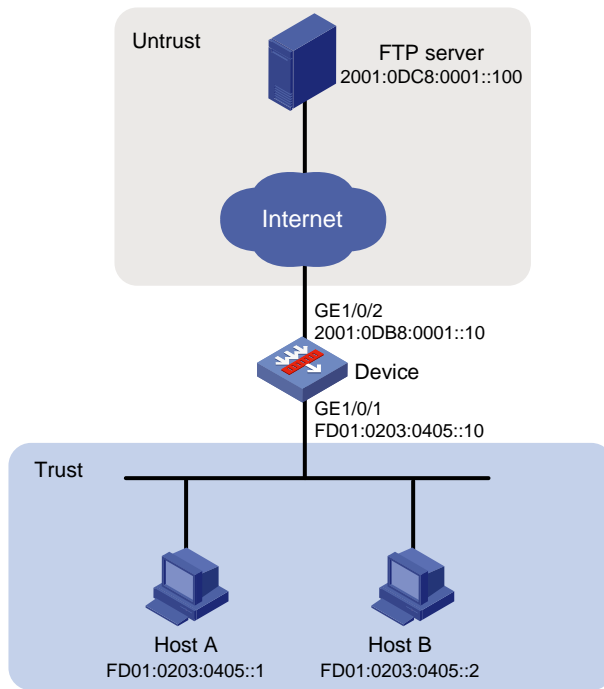 Untrust
FTP server
2001:0DC8:0001::100
Internet
GE1/0/2
2001:0DB8:0001::10
Device
GE1/0/1
FD01:0203:0405::10
Trust
Host A
FD01:0203:0405::1
Host B
FD01:0203:0405::2